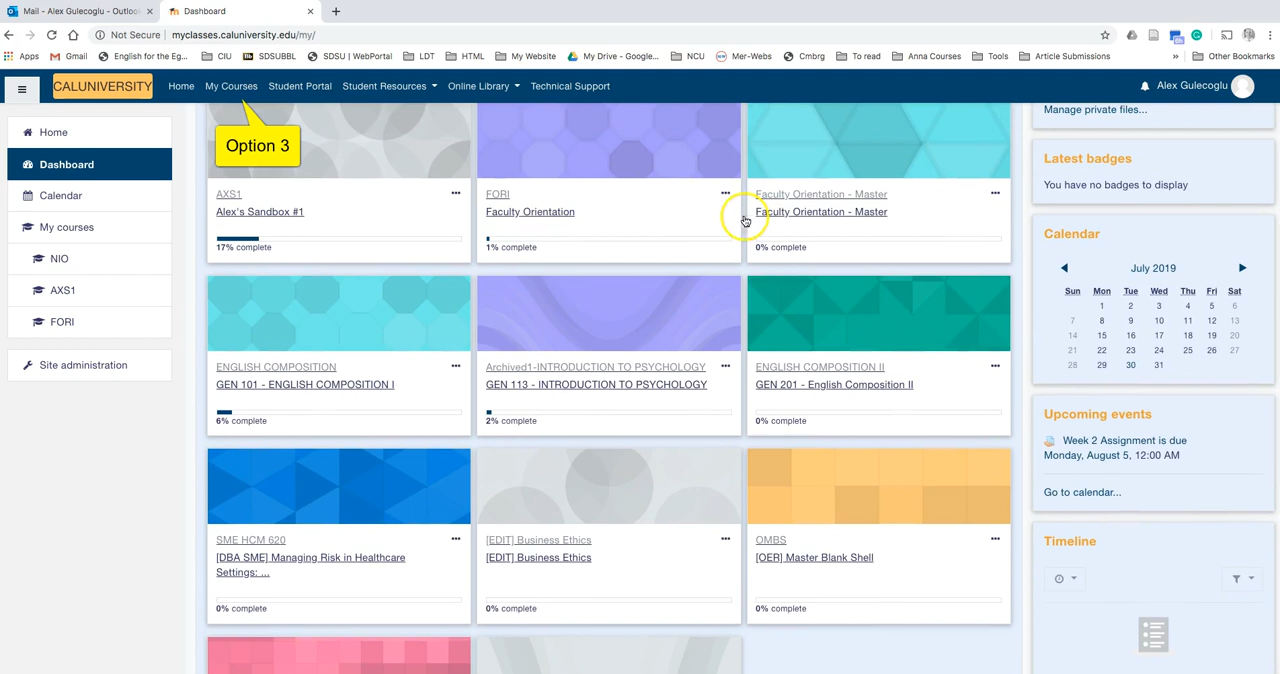 Mail - Alex Gulecoglu - Outlook
Dashboard
Not Secure | myclasses.caluniversity.edu/my/
Apps
Gmail
English for the Eg...
CIU
SDSUBBL
SDSU | WebPortal
LDT
HTML
My Website
My Drive - Google...
NCU
Mer-Webs
Cmbrg
To read
Anna Courses
Tools
Article Submissions
»
Other Bookmarks
CALUNIVERSITY
Home
My Courses
Student Portal
Student Resources
Online Library
Technical Support
Alex Gulecoglu
Option 3
Home
Dashboard
Calendar
My courses
NIO
AXS1
FORI
Site administration
AXS1
Alex's Sandbox #1
17% complete
FORI
Faculty Orientation
1% complete
Faculty Orientation - Master
Faculty Orientation - Master
0% complete
ENGLISH COMPOSITION
GEN 101 - ENGLISH COMPOSITION I
6% complete
Archived1-INTRODUCTION TO PSYCHOLOGY
GEN 113 - INTRODUCTION TO PSYCHOLOGY
2% complete
ENGLISH COMPOSITION II
GEN 201 - English Composition II
0% complete
SME HCM 620
[DBA SME] Managing Risk in Healthcare
Settings: ...
0% complete
[EDIT] Business Ethics
[EDIT] Business Ethics
0% complete
OMBS
[OER] Master Blank Shell
0% complete
Manage private files...
Latest badges
You have no badges to display
Calendar
July 2019
Sun Mon Tue Wed Thu Fri Sat
1 2 3 4 5 6
7 8 9 10 11 12 13
14 15 16 17 18 19 20
21 22 23 24 25 26 27
28 29 30 31
Upcoming events
Week 2 Assignment is due
Monday, August 5, 12:00 AM
Go to calendar...
Timeline